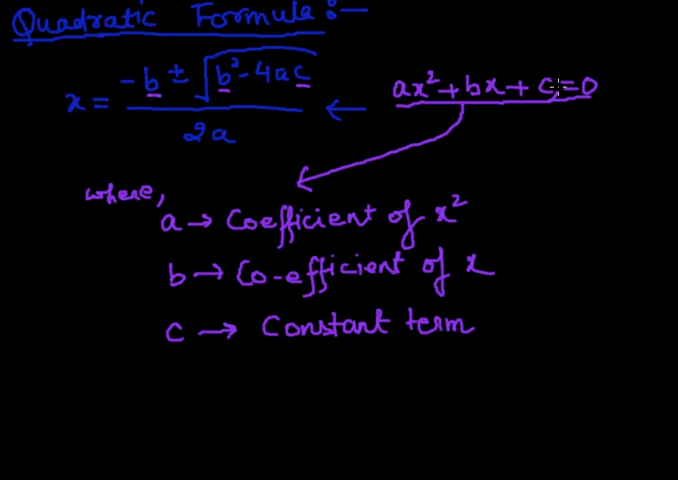 Quadratic Formula:—
x = -b ± √b² - 4ac / 2a ← ax² + bx + c = 0
where,
a → Coefficient of x²
b → Co-efficient of x
c → Constant term